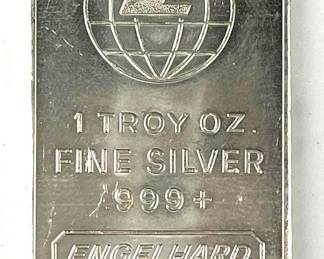 1 TROY OZ.
FINE SILVER
999+
ENGELHARD